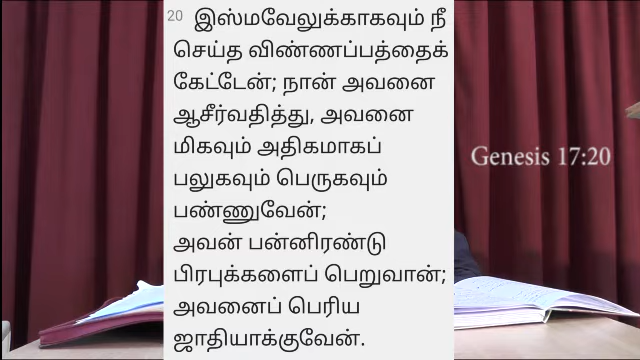 20 இஸ்மவேலுக்காகவும் நீ
செய்த விண்ணப்பத்தைக்
கேட்டேன்; நான் அவனை
ஆசீர்வதித்து, அவனை
மிகவும் அதிகமாகப்
பலுகவும் பெருகவும்
பண்ணுவேன்;
அவன் பன்னிரண்டு
பிரபுக்களைப் பெறுவான்;
அவனைப் பெரிய
ஜாதியாக்குவேன்.
Genesis 17:20